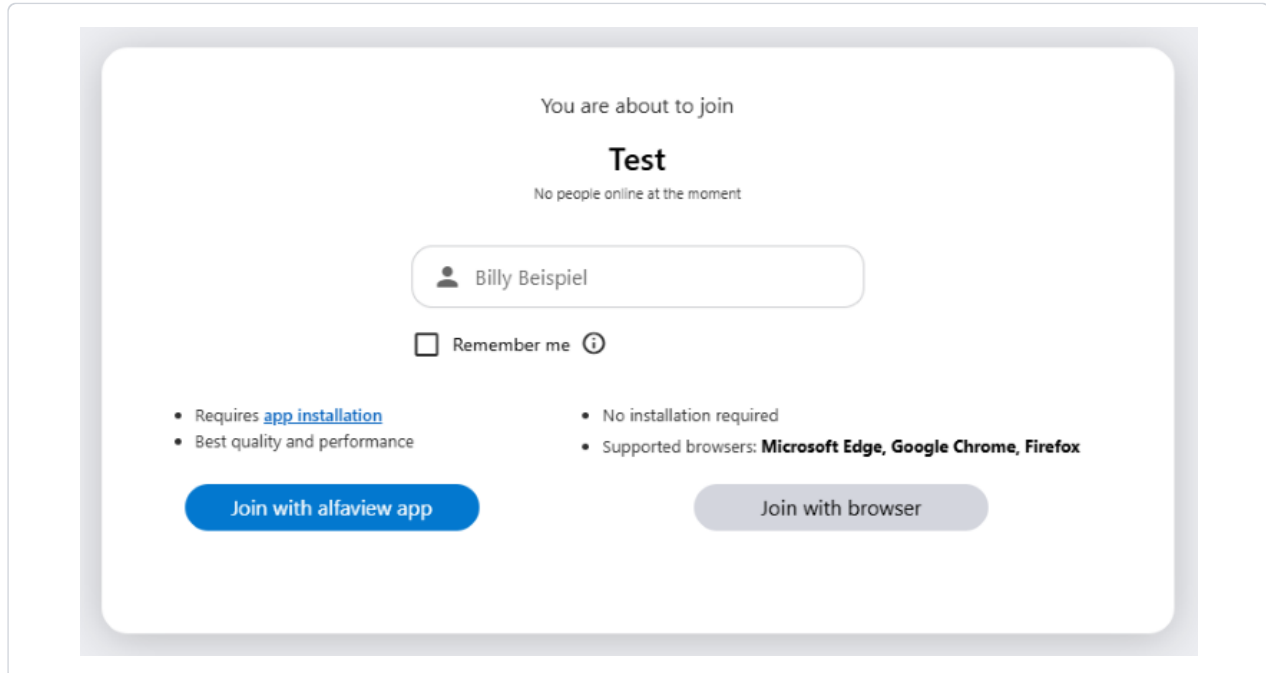 You are about to join
Test
No people online at the moment
Billy Beispiel
Remember me
Requires app installation
Best quality and performance
Join with alfaview app
No installation required
Supported browsers: Microsoft Edge, Google Chrome, Firefox
Join with browser